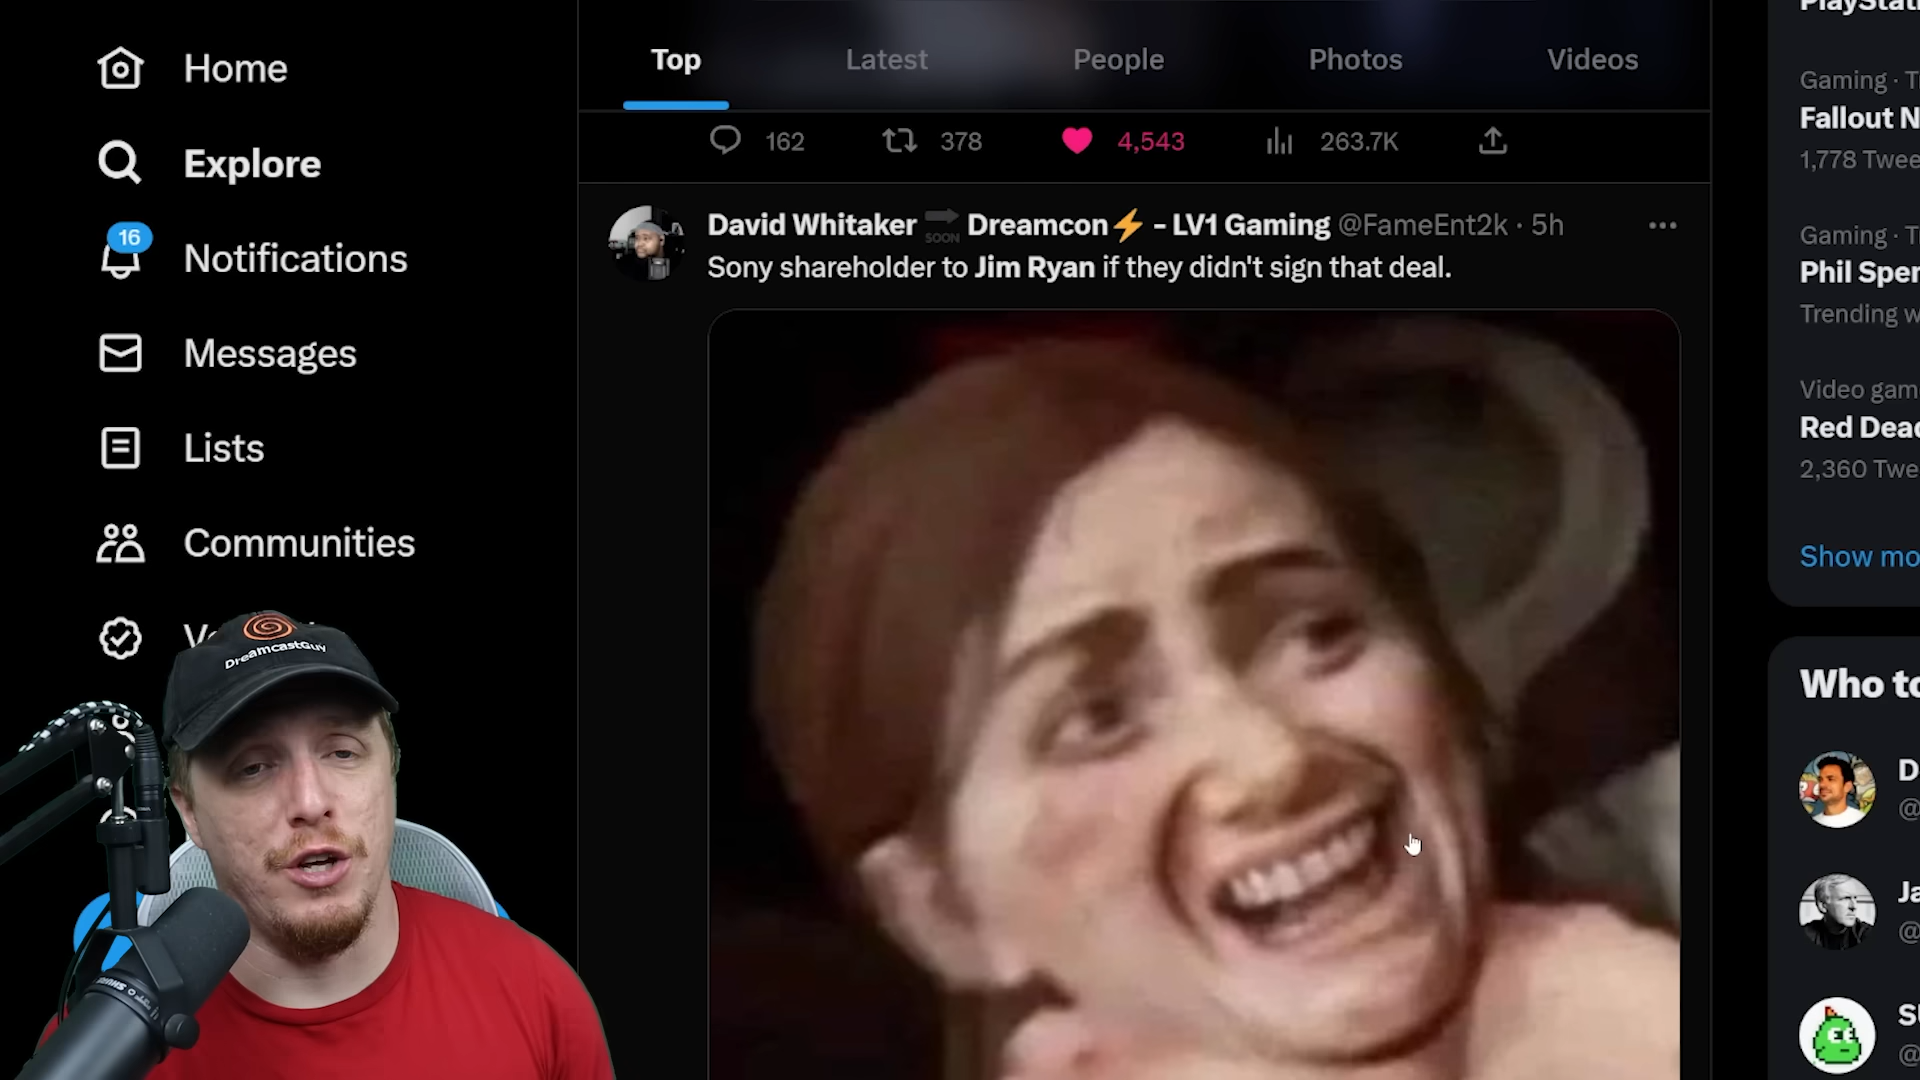 Home
Explore
16
Notifications
Messages
Lists
Communities
DreamcastGuy
SHURE
Top
Latest
People
Photos
Videos
162
378
4,543
263.7K
David Whitaker SOON Dreamcon⚡ - LV1 Gaming @FameEnt2k · 5h
Sony shareholder to Jim Ryan if they didn't sign that deal.
Gaming · T
Fallout N
1,778 Twee
Gaming · T
Phil Spen
Trending w
Video gam
Red Dead
2,360 Twe
Show mo
Who to
D
@
Ja
@
@